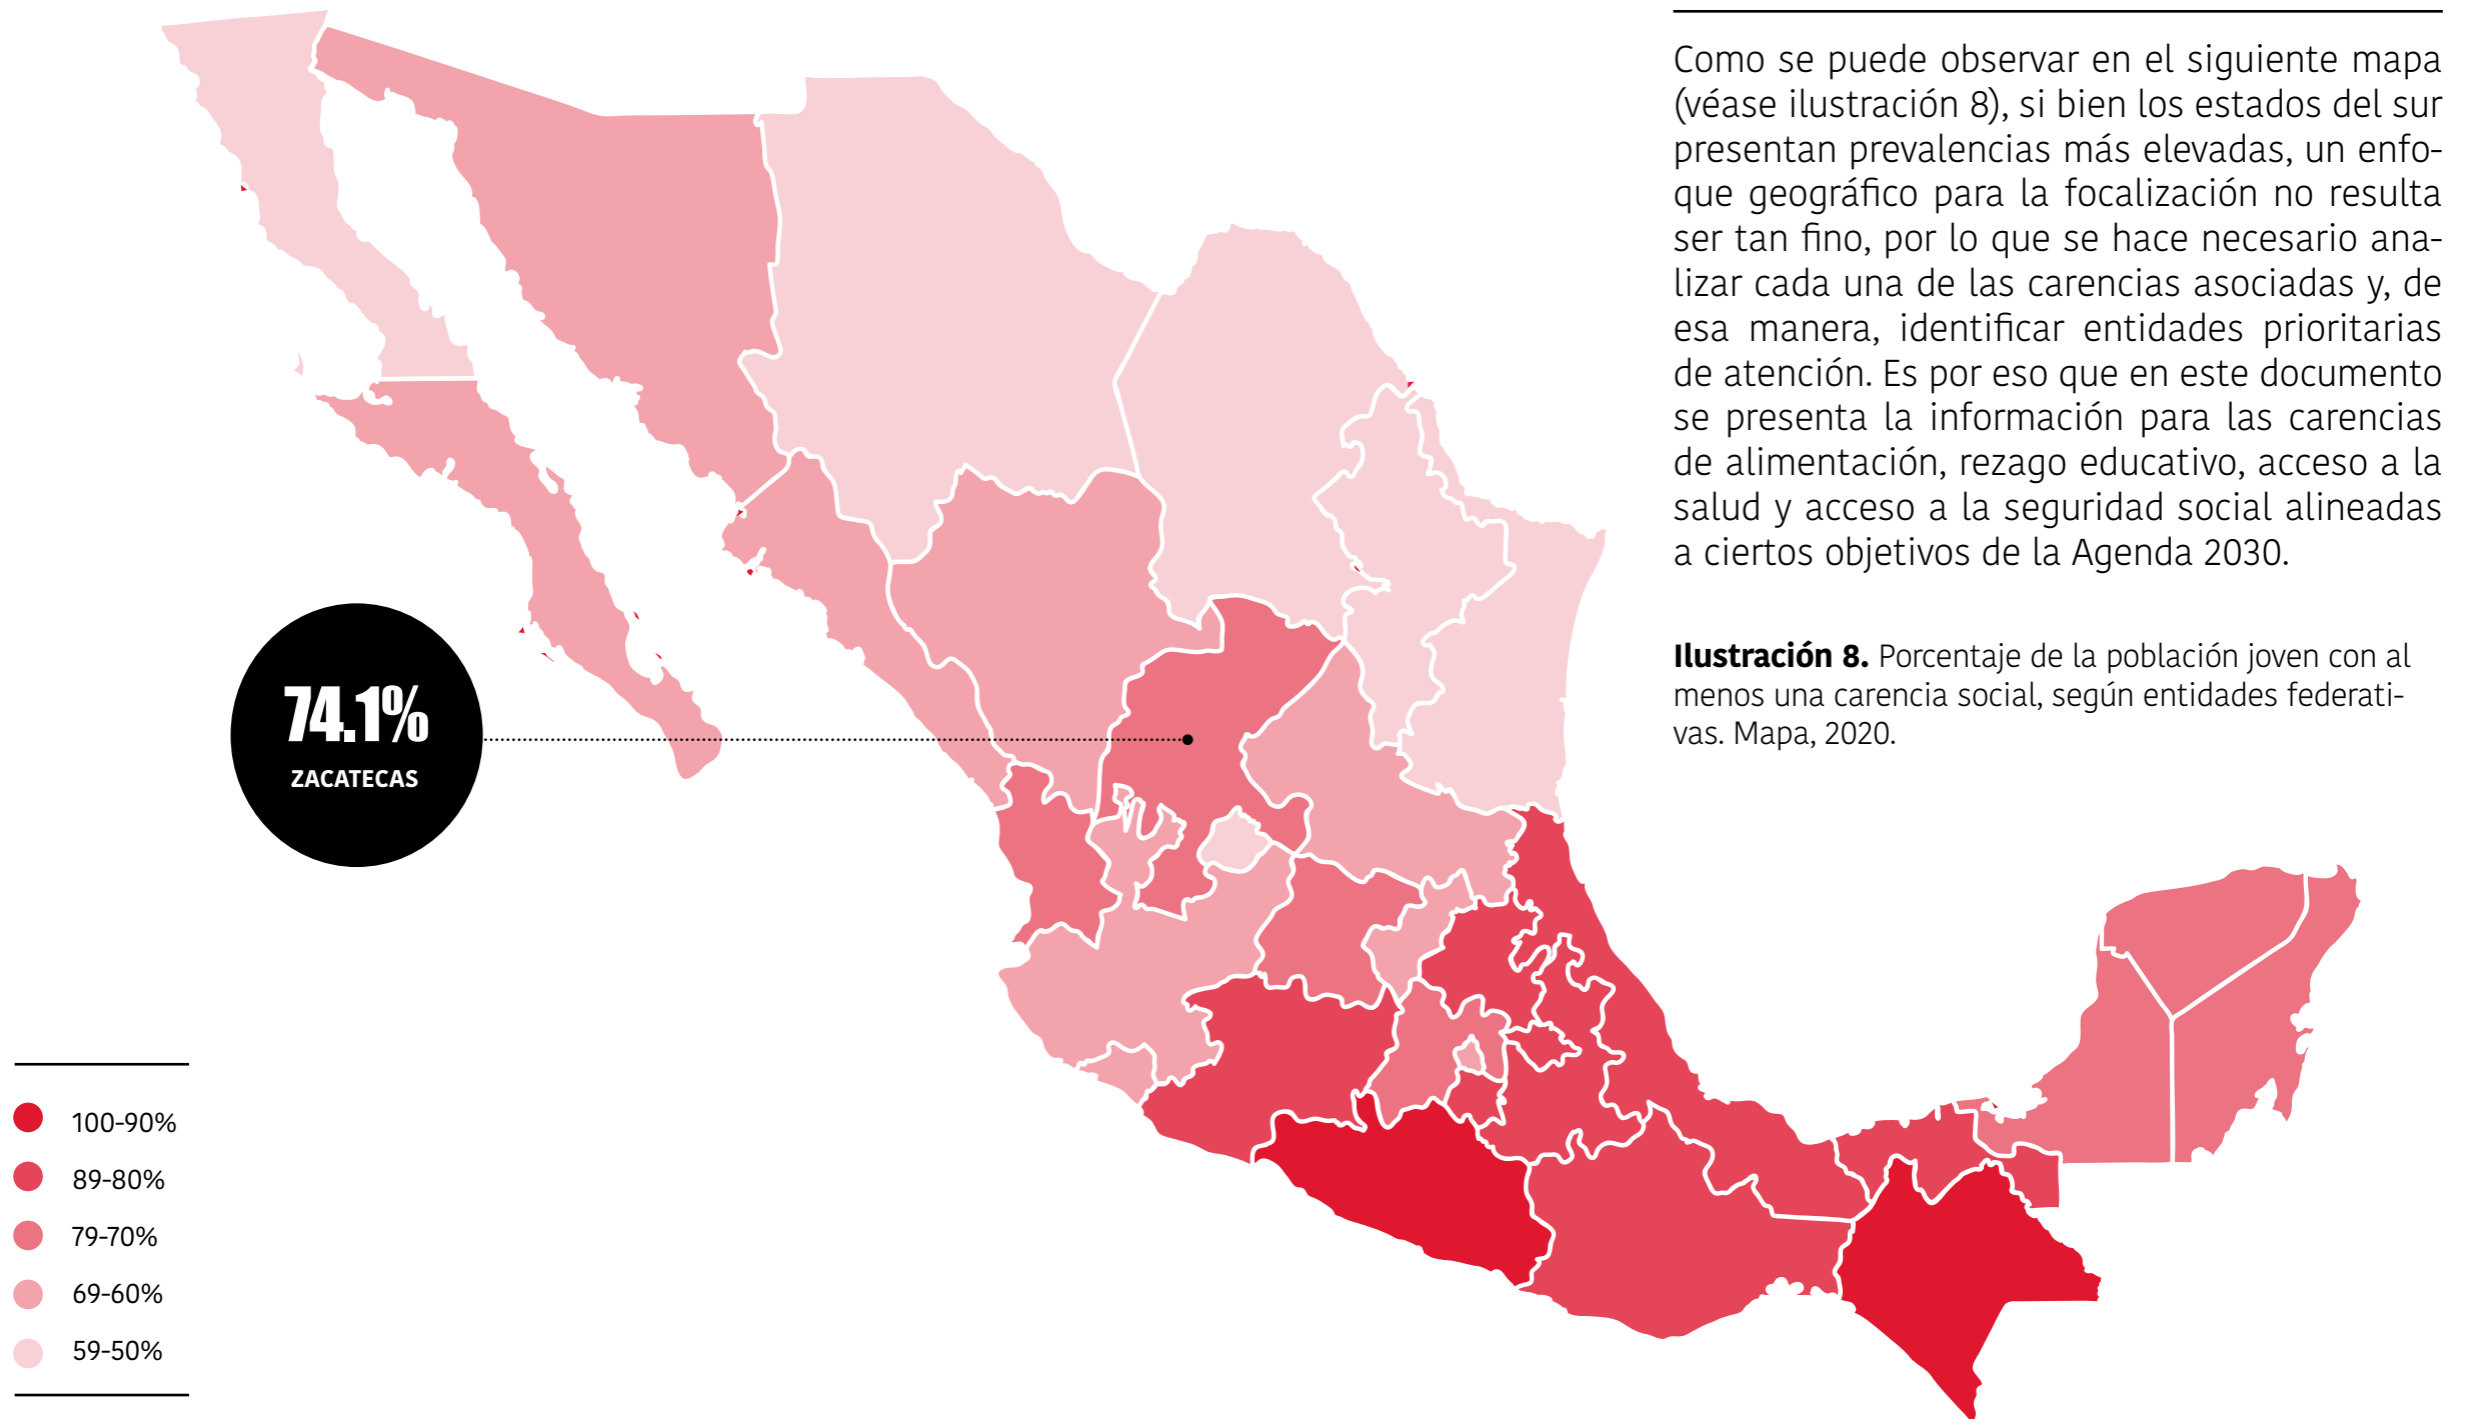 Como se puede observar en el siguiente mapa
(véase ilustración 8), si bien los estados del sur
presentan prevalencias más elevadas, un enfo-
que geográfico para la focalización no resulta
ser tan fino, por lo que se hace necesario ana-
lizar cada una de las carencias asociadas y, de
esa manera, identificar entidades prioritarias
de atención. Es por eso que en este documento
se presenta la información para las carencias
de alimentación, rezago educativo, acceso a la
salud y acceso a la seguridad social alineadas
a ciertos objetivos de la Agenda 2030.
Ilustración 8. Porcentaje de la población joven con al
menos una carencia social, según entidades federati-
vas. Mapa, 2020.
74.1%
ZACATECAS
100-90%
89-80%
79-70%
69-60%
59-50%